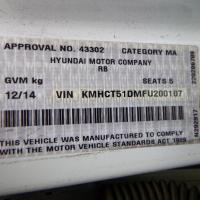 APPROVAL NO. 43302 CATEGORY MA
HYUNDAI MOTOR COMPANY
RB
GVM kg SEATS 5
12/14 VIN KMHCT51DMFU200107
THIS VEHICLE WAS MANUFACTURED TO COMPLY
WITH THE MOTOR VEHICLE STANDARDS ACT 1989